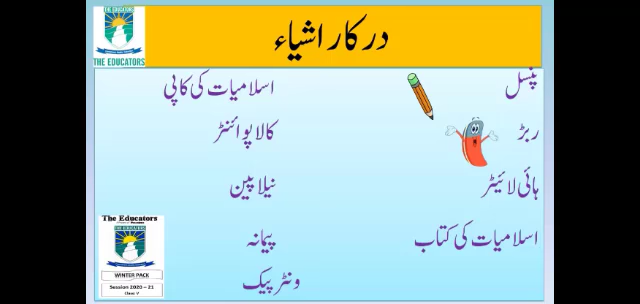 درکار اشیاء
THE EDUCATORS
پنسل
اسلامیات کی کاپی
ربڑ
کالا پوائنٹر
ہائی لائیٹر
نیلا پین
اسلامیات کی کتاب
پیمانہ
ونٹر پیک
The Educators
THE EDUCATORS
WINTER PACK
Session 2020 – 21
Class V